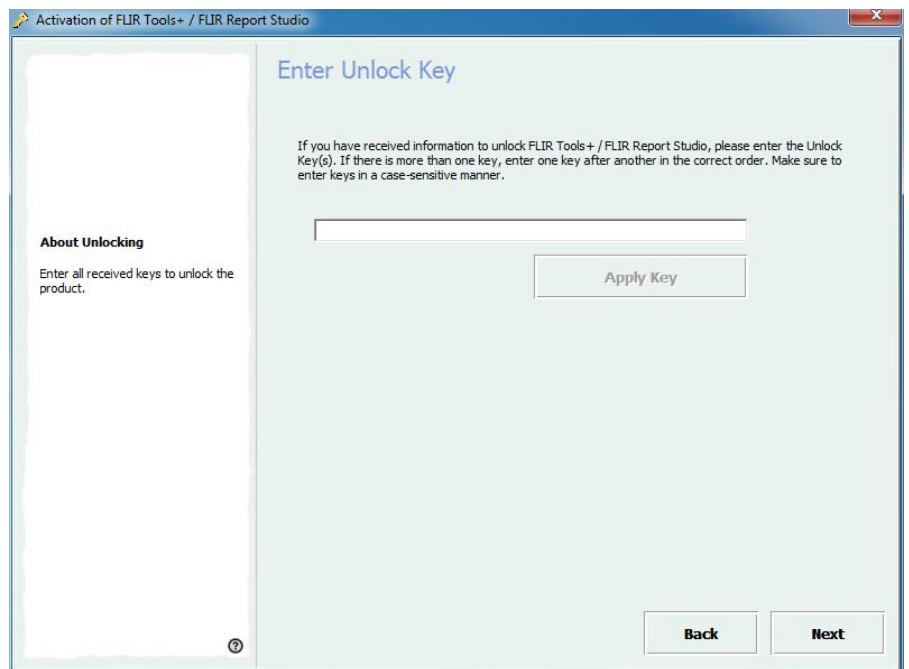 Activation of FLIR Tools+ / FLIR Report Studio
X
Enter Unlock Key
If you have received information to unlock FLIR Tools+ / FLIR Report Studio, please enter the Unlock
Key(s). If there is more than one key, enter one key after another in the correct order. Make sure to
enter keys in a case-sensitive manner.
About Unlocking
Enter all received keys to unlock the
product.
Apply Key
?
Back
Next